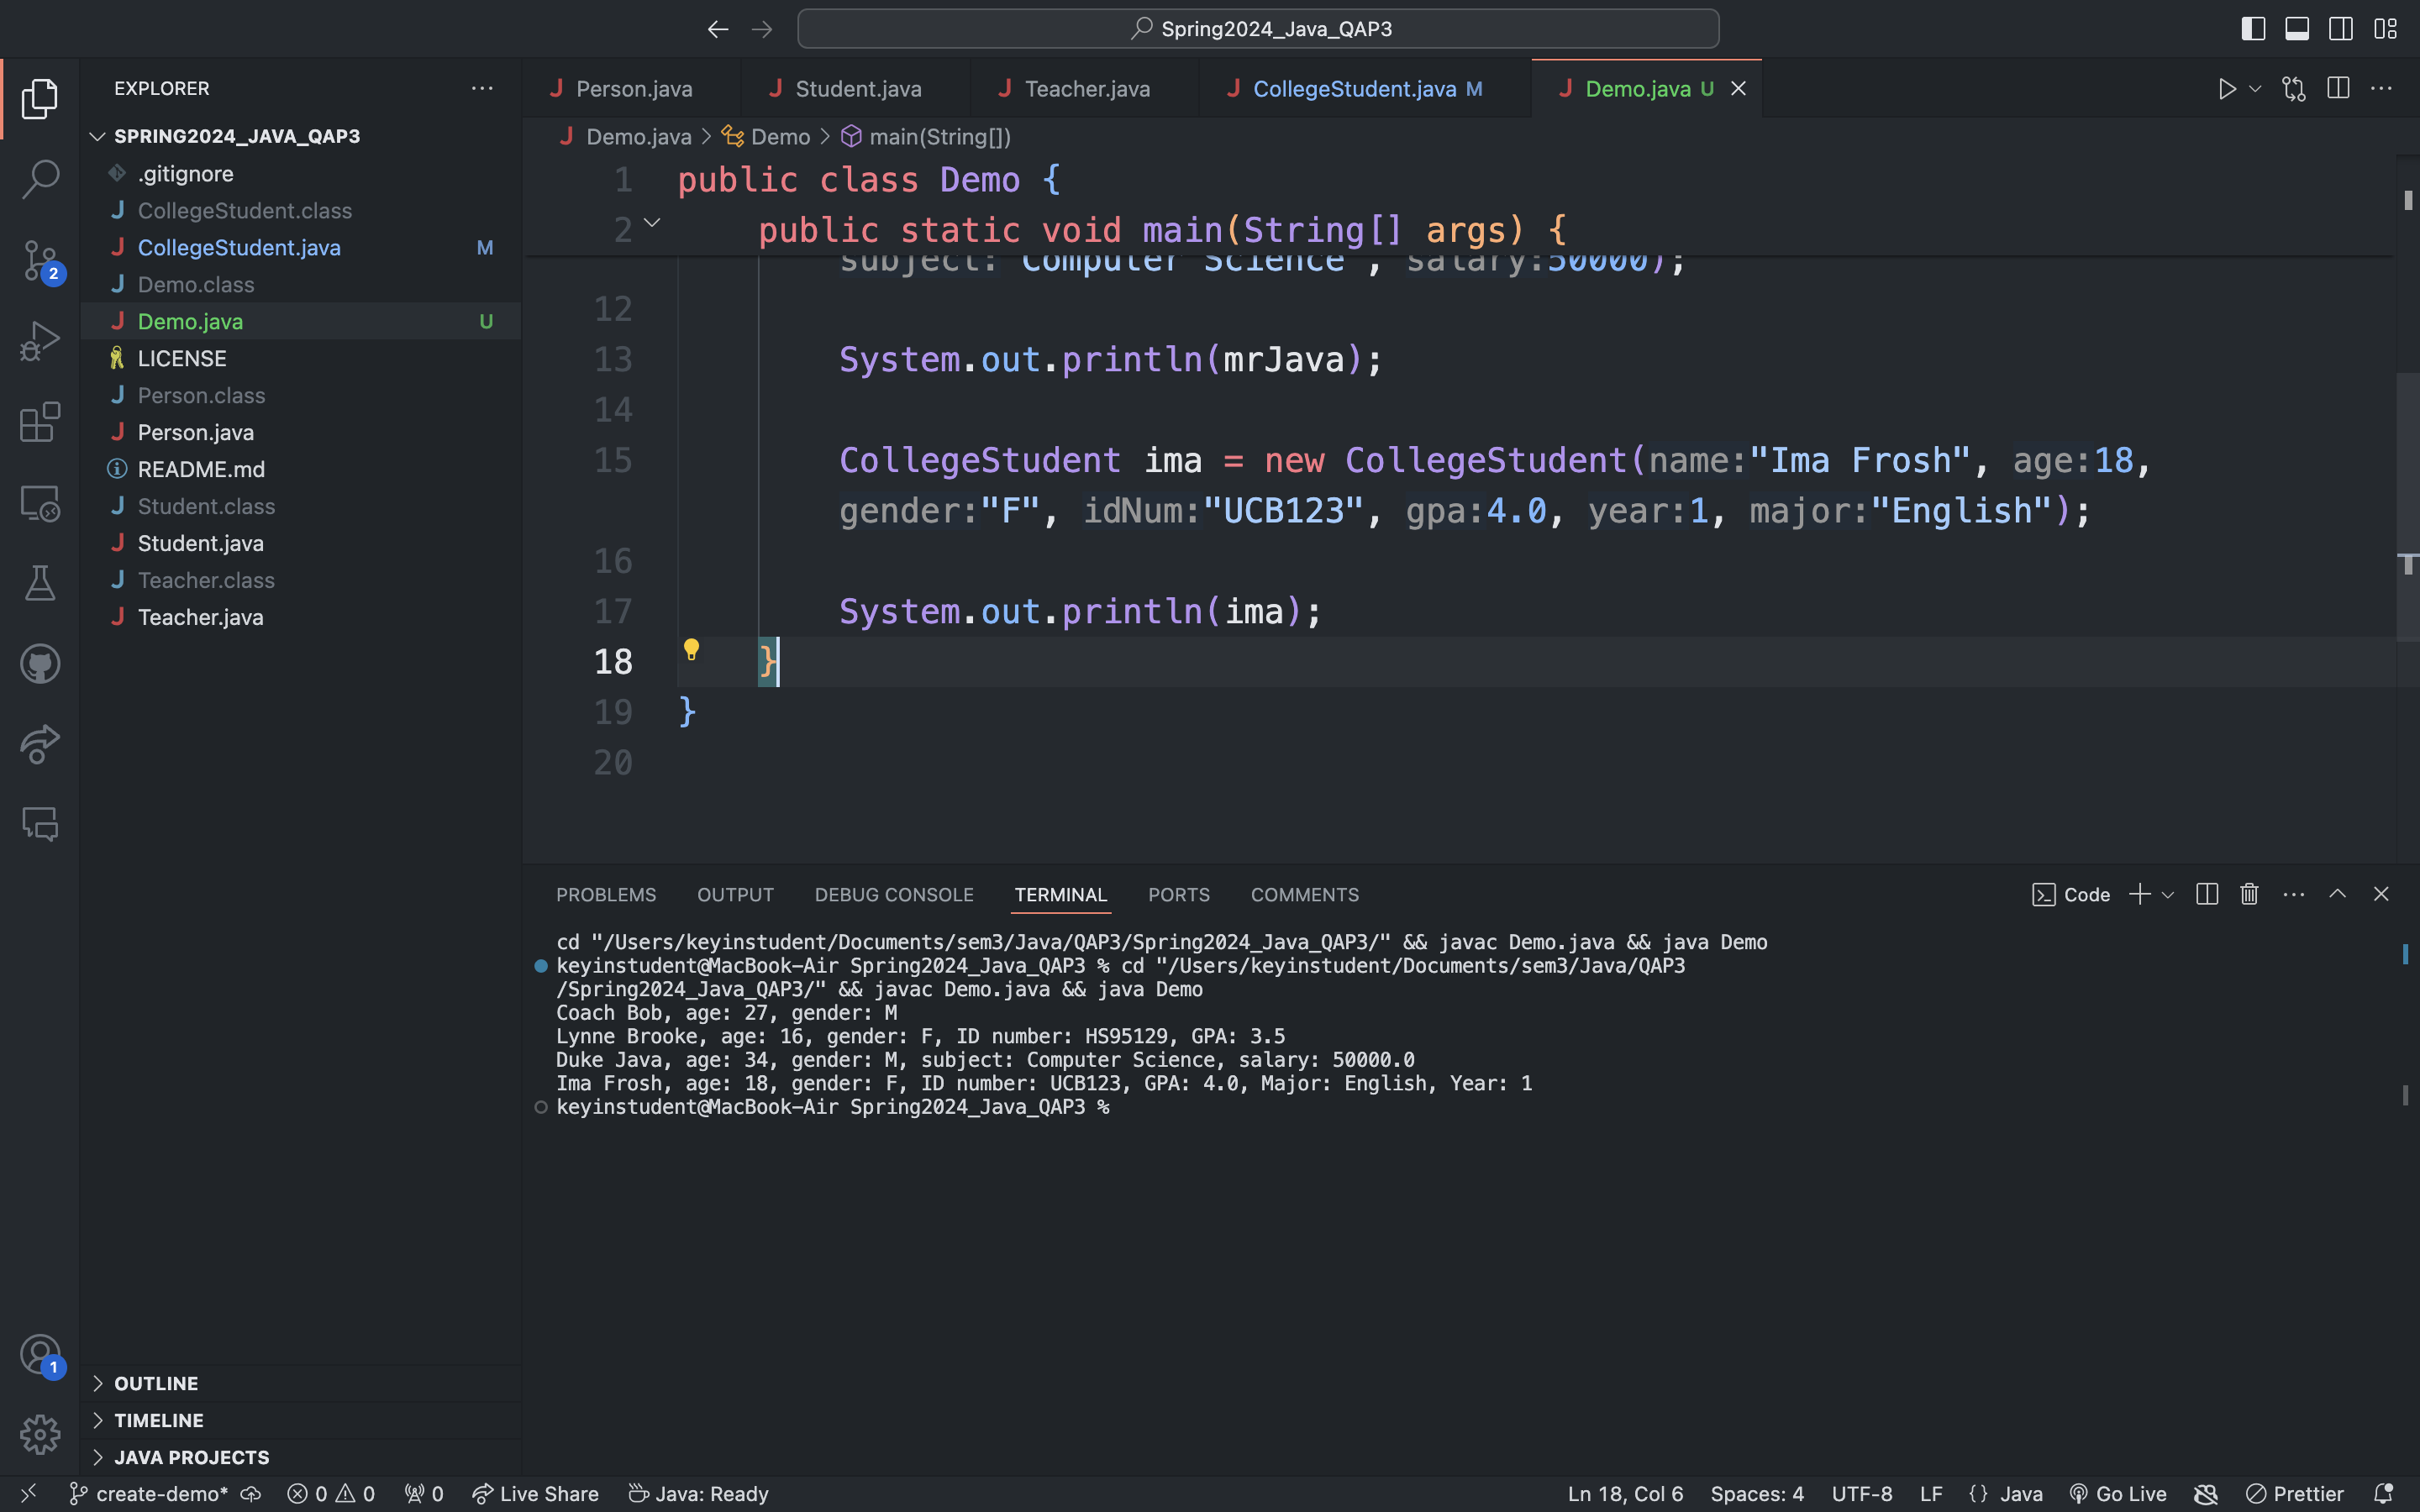 Spring2024_Java_QAP3
EXPLORER
SPRING2024_JAVA_QAP3
.gitignore
CollegeStudent.class
CollegeStudent.java M
Demo.class
Demo.java U
LICENSE
Person.class
Person.java
README.md
Student.class
Student.java
Teacher.class
Teacher.java
OUTLINE
TIMELINE
JAVA PROJECTS
2
1
Person.java Student.java Teacher.java CollegeStudent.java M Demo.java U
Demo.java > Demo > main(String[])
1 public class Demo {
2 public static void main(String[] args) {
subject: "Computer Science", salary:50000);
12
13 System.out.println(mrJava);
14
15 CollegeStudent ima = new CollegeStudent(name:"Ima Frosh", age:18,
gender:"F", idNum:"UCB123", gpa:4.0, year:1, major:"English");
16
17 System.out.println(ima);
18 }
19 }
20
PROBLEMS OUTPUT DEBUG CONSOLE TERMINAL PORTS COMMENTS Code
cd "/Users/keyinstudent/Documents/sem3/Java/QAP3/Spring2024_Java_QAP3/" && javac Demo.java && java Demo
keyinstudent@MacBook-Air Spring2024_Java_QAP3 % cd "/Users/keyinstudent/Documents/sem3/Java/QAP3
/Spring2024_Java_QAP3/" && javac Demo.java && java Demo
Coach Bob, age: 27, gender: M
Lynne Brooke, age: 16, gender: F, ID number: HS95129, GPA: 3.5
Duke Java, age: 34, gender: M, subject: Computer Science, salary: 50000.0
Ima Frosh, age: 18, gender: F, ID number: UCB123, GPA: 4.0, Major: English, Year: 1
keyinstudent@MacBook-Air Spring2024_Java_QAP3 %
create-demo* 0 0 0 Live Share Java: Ready Ln 18, Col 6 Spaces: 4 UTF-8 LF {} Java Go Live Prettier